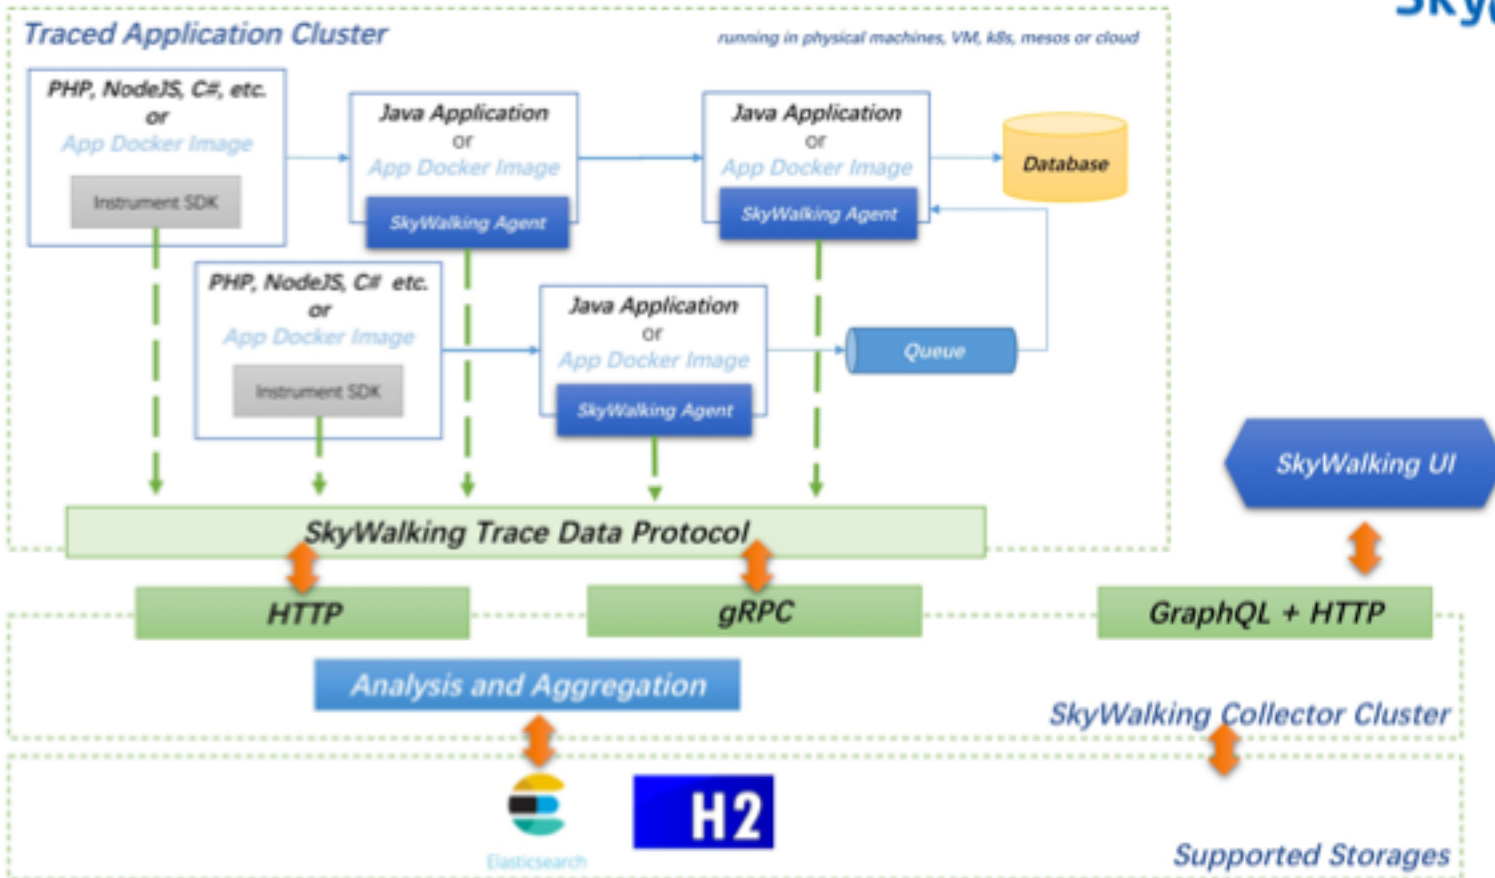 Traced Application Cluster
running in physical machines, VM, k8s, mesos or cloud
PHP, NodeJS, C#, etc.
or
App Docker Image
Instrument SDK
Java Application
or
App Docker Image
SkyWalking Agent
Java Application
or
App Docker Image
SkyWalking Agent
Database
PHP, NodeJS, C# etc.
or
App Docker Image
Instrument SDK
Java Application
or
App Docker Image
SkyWalking Agent
Queue
SkyWalking UI
SkyWalking Trace Data Protocol
HTTP
gRPC
GraphQL + HTTP
Analysis and Aggregation
SkyWalking Collector Cluster
Elasticsearch
H2
Supported Storages